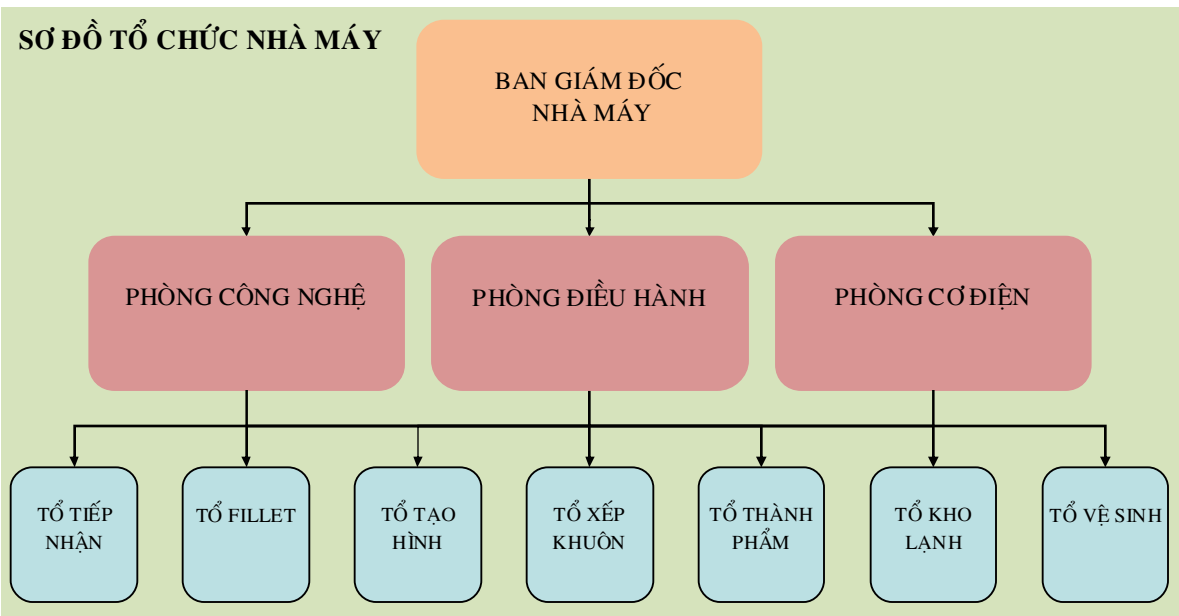 SƠ ĐỒ TỔ CHỨC NHÀ MÁY
BAN GIÁM ĐỐC
NHÀ MÁY
PHÒNG CÔNG NGHỆ
PHÒNG ĐIỀU HÀNH
PHÒNG CƠ ĐIỆN
TỔ TIẾP
NHẬN
TỔ FILLET
TỔ TẠO
HÌNH
TỔ XẾP
KHUÔN
TỔ THÀNH
PHẨM
TỔ KHO
LẠNH
TỔ VỆ SINH